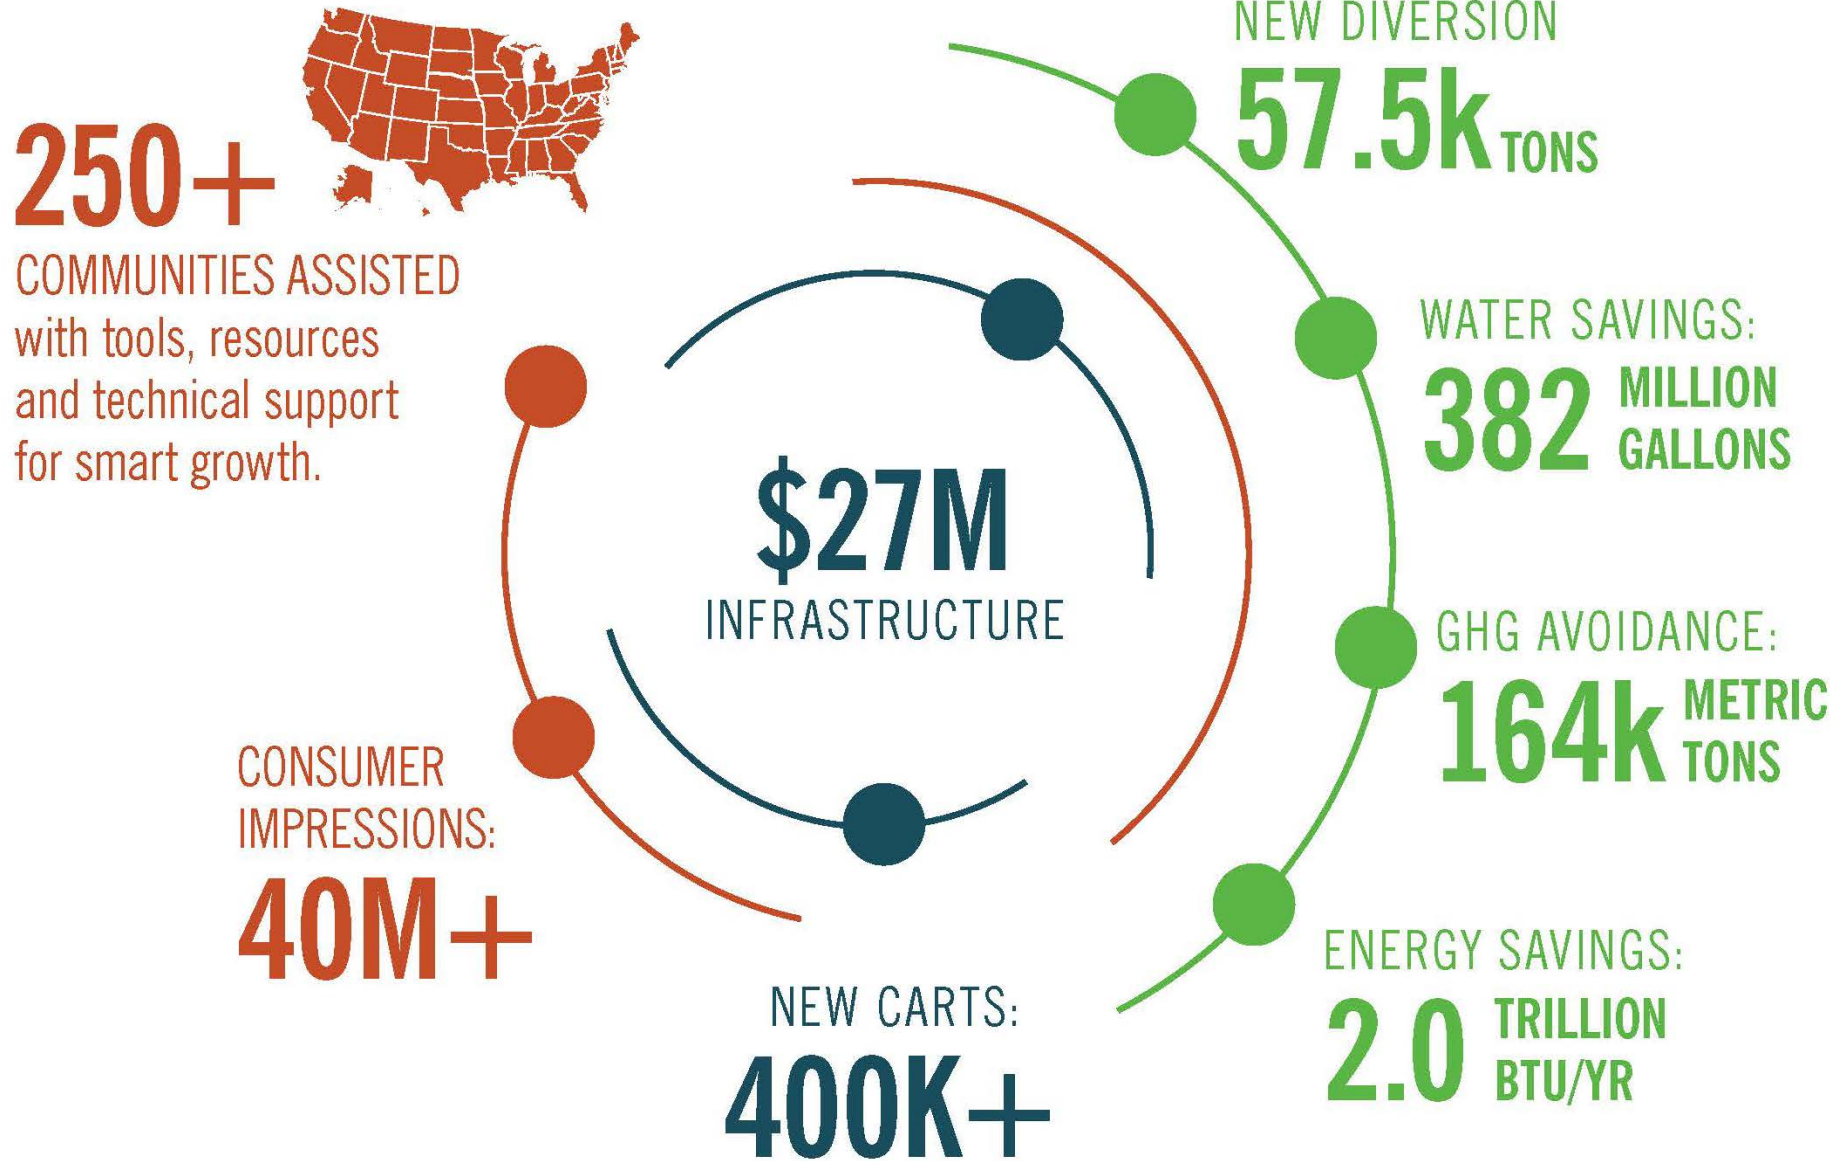 250+
COMMUNITIES ASSISTED
with tools, resources
and technical support
for smart growth.
CONSUMER
IMPRESSIONS:
40M+
$27M
INFRASTRUCTURE
NEW CARTS:
400K+
NEW DIVERSION
57.5k TONS
WATER SAVINGS:
382 MILLION
GALLONS
GHG AVOIDANCE:
164k METRIC
TONS
ENERGY SAVINGS:
2.0 TRILLION
BTU/YR